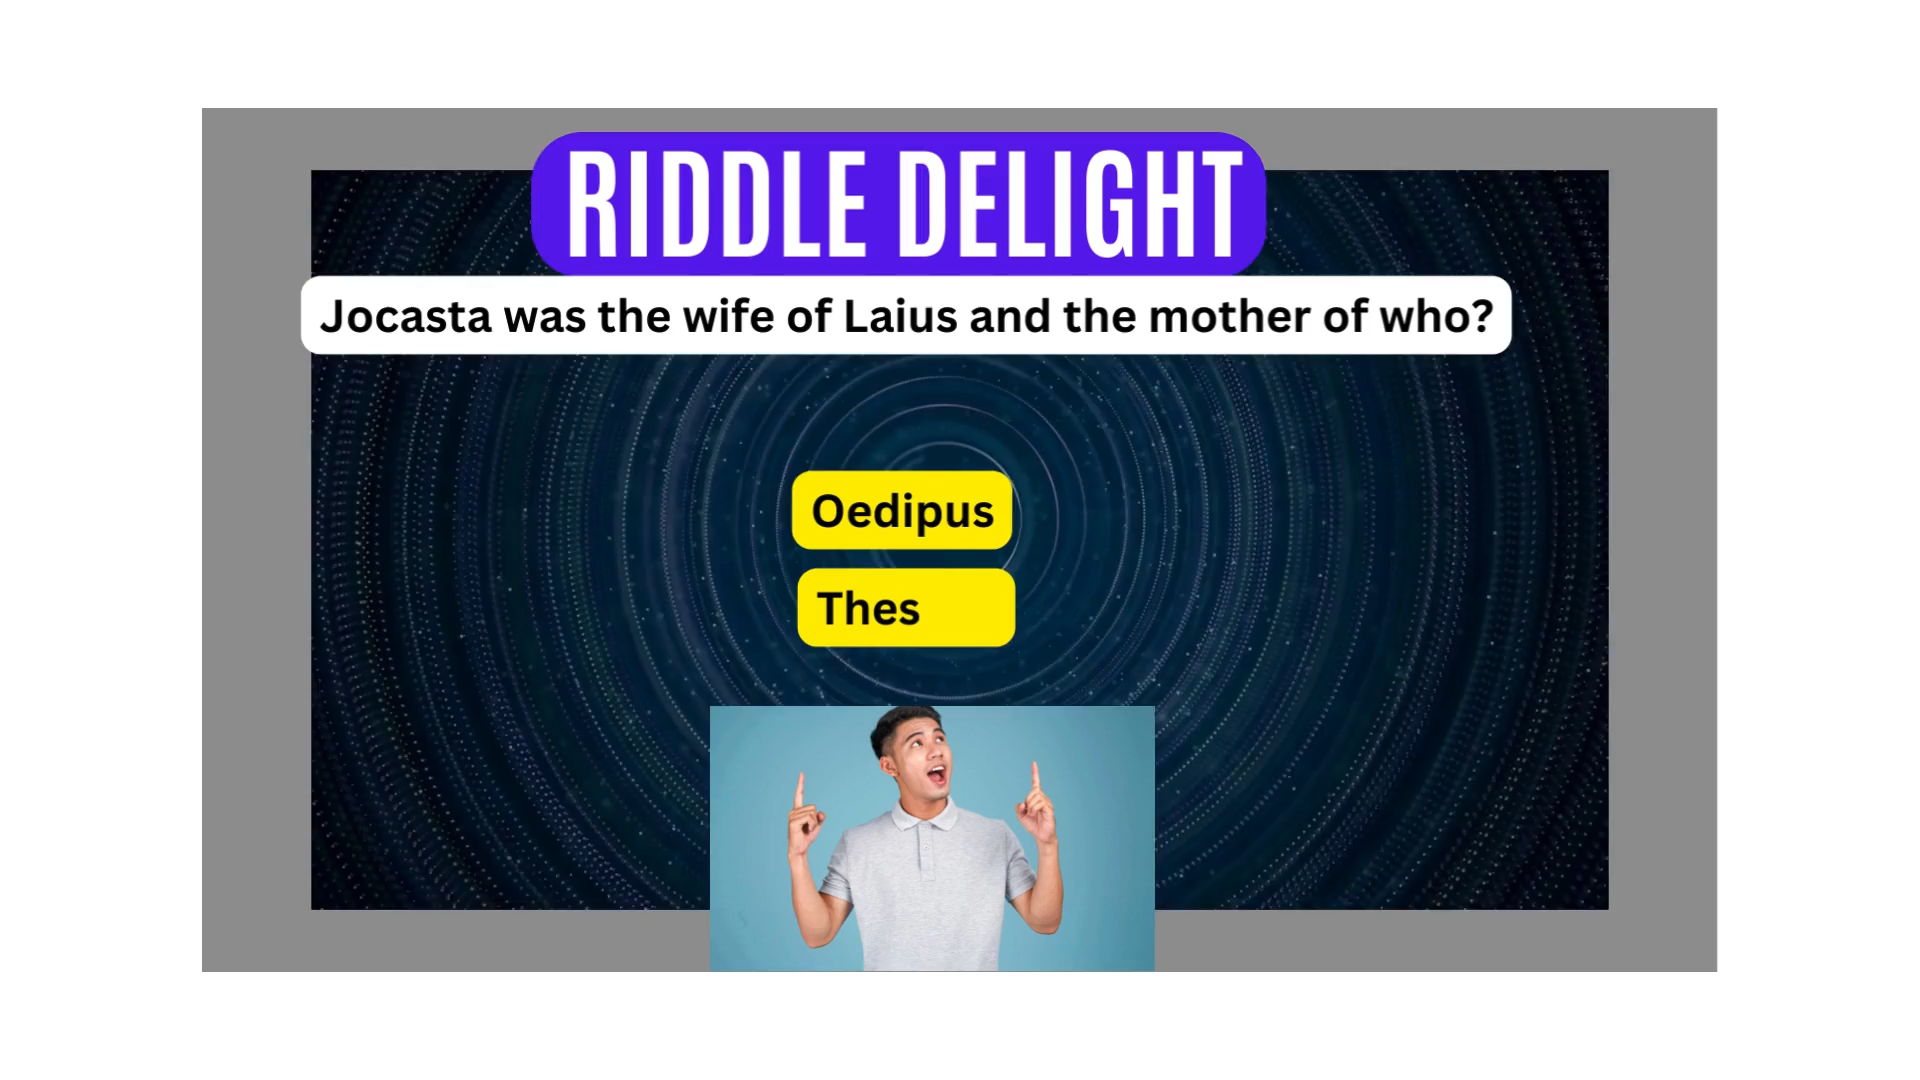 RIDDLE DELIGHT
Jocasta was the wife of Laius and the mother of who?
Oedipus
Thes